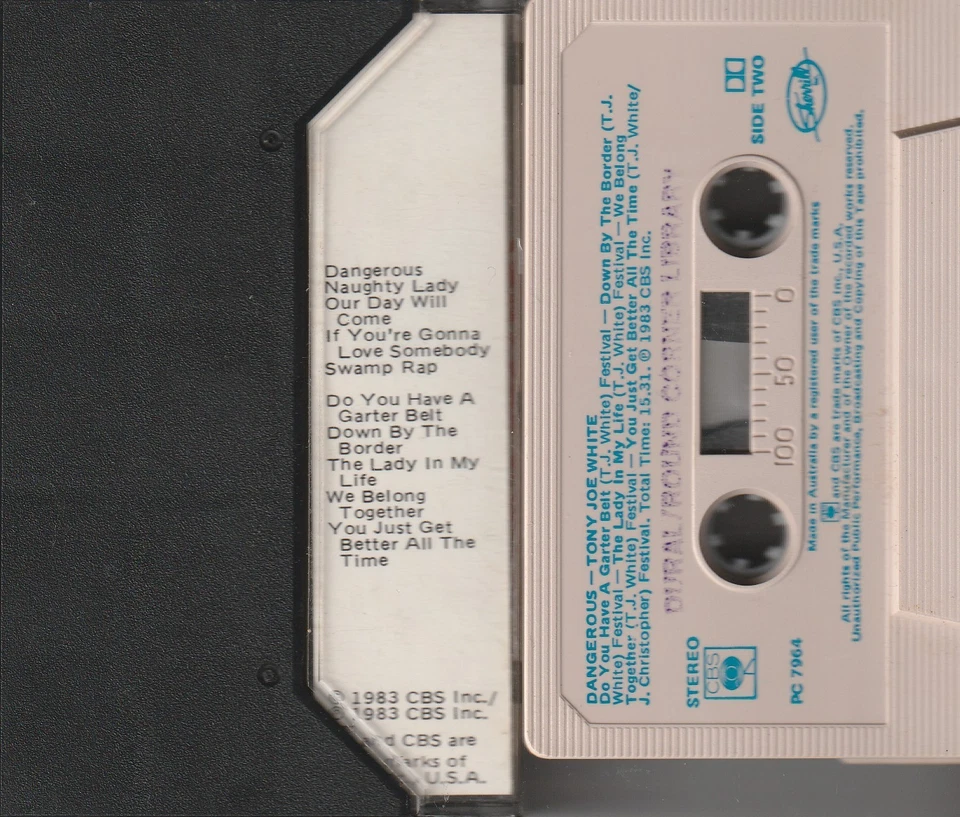 Dangerous
Naughty Lady
Our Day Will
Come
If You're Gonna
Love Somebody
Swamp Rap
Do You Have A
Garter Belt
Down By The
Border
The Lady In My
Life
We Belong
Together
You Just Get
Better All The
Time
℗ 1983 CBS Inc./
1983 CBS Inc.
and CBS are
marks of
U.S.A.
DANGEROUS — TONY JOE WHITE
Do You Have A Garter Belt (T.J. White) Festival — Down By The Border (T.J.
White) Festival — The Lady In My Life (T.J. White) Festival — We Belong
Together (T.J. White) Festival — You Just Get Better All The Time (T.J. White/
J. Christopher) Festival. Total Time: 15.31. ℗ 1983 CBS Inc.
DURAL/ROUND CORNER LIBRARY
STEREO
CBS
PC 7964
SIDE TWO
Sherrill
100 50 0
Made in Australia by a registered user of the trade marks
and CBS are trade marks of CBS Inc., U.S.A.
All rights of the Manufacturer and of the Owner of the recorded works reserved.
Unauthorized Public Performance, Broadcasting and Copying of this Tape prohibited.